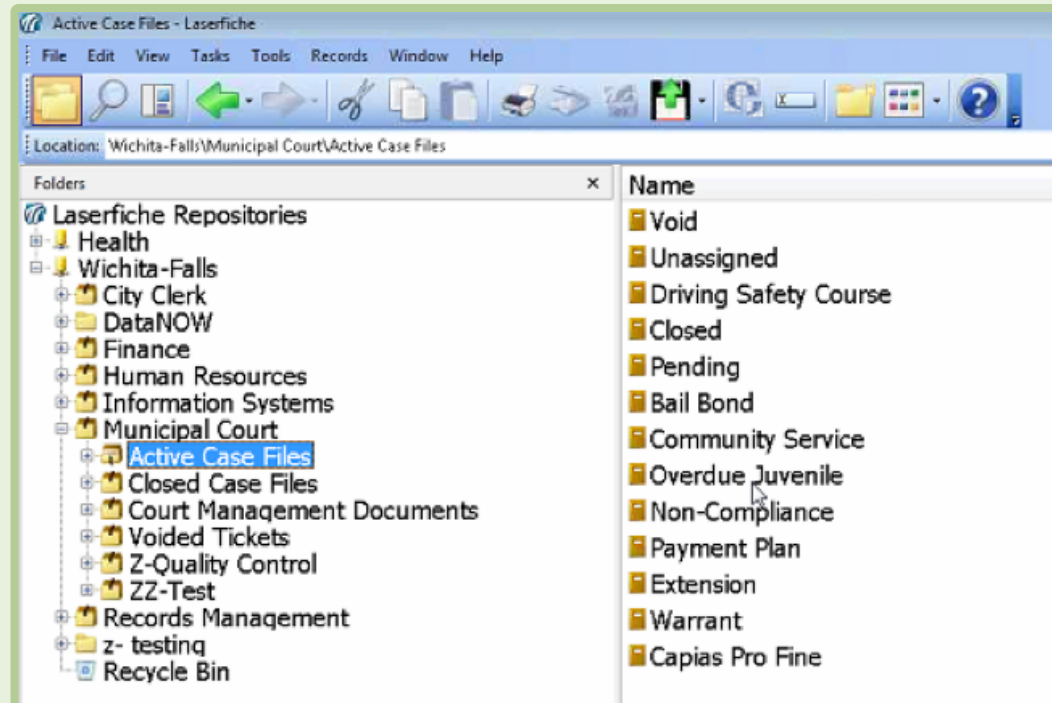 Active Case Files - Laserfiche
File Edit View Tasks Tools Records Window Help
Location: \Wichita-Falls\Municipal Court\Active Case Files
Folders
Laserfiche Repositories
Health
Wichita-Falls
City Clerk
DataNOW
Finance
Human Resources
Information Systems
Municipal Court
Active Case Files
Closed Case Files
Court Management Documents
Voided Tickets
Z-Quality Control
ZZ-Test
Records Management
z- testing
Recycle Bin
Name
Void
Unassigned
Driving Safety Course
Closed
Pending
Bail Bond
Community Service
Overdue Juvenile
Non-Compliance
Payment Plan
Extension
Warrant
Capias Pro Fine